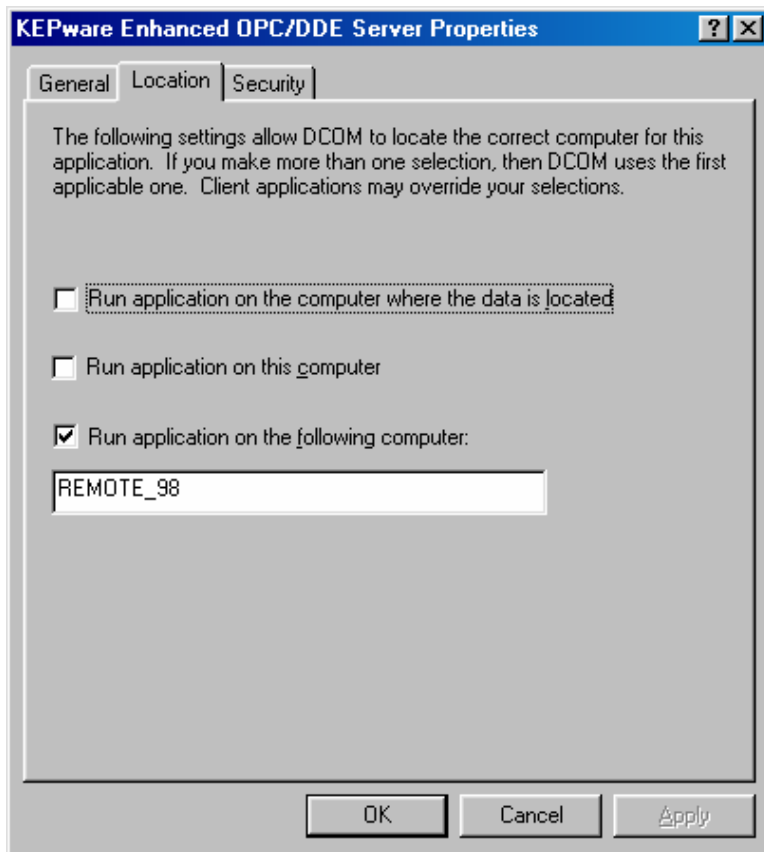 KEPware Enhanced OPC/DDE Server Properties
General Location Security
The following settings allow DCOM to locate the correct computer for this
application. If you make more than one selection, then DCOM uses the first
applicable one. Client applications may override your selections.
Run application on the computer where the data is located
Run application on this computer
Run application on the following computer:
REMOTE_98
OK Cancel Apply